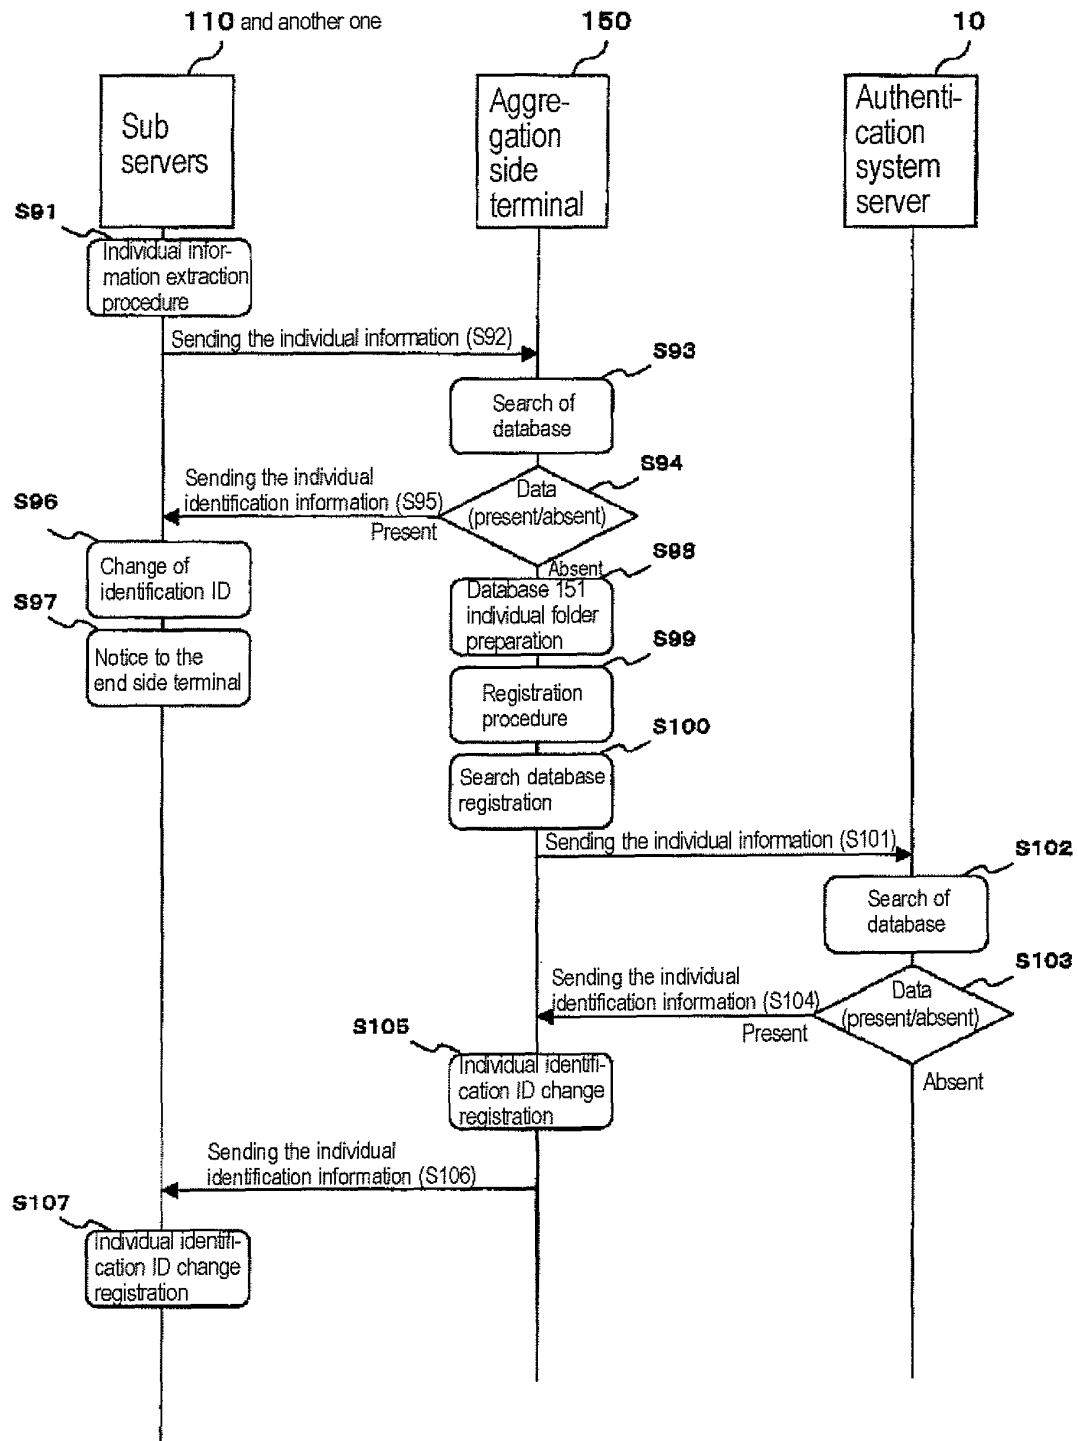 110 and another one
150
10
Sub
servers
Aggre-
gation
side
terminal
Authenti-
cation
system
server
S91
Individual infor-
mation extraction
procedure
Sending the individual information (S92)
S93
Search of
database
S94
Data
(present/absent)
Sending the individual
identification information (S95)
Present
S96
Change of
identification ID
Absent
S98
Database 151
individual folder
preparation
S97
Notice to the
end side terminal
S99
Registration
procedure
S100
Search database
registration
Sending the individual information (S101)
S102
Search of
database
S103
Data
(present/absent)
Sending the individual
identification information (S104)
Present
Absent
S105
Individual identifi-
cation ID change
registration
Sending the individual
identification information (S106)
S107
Individual identifi-
cation ID change
registration